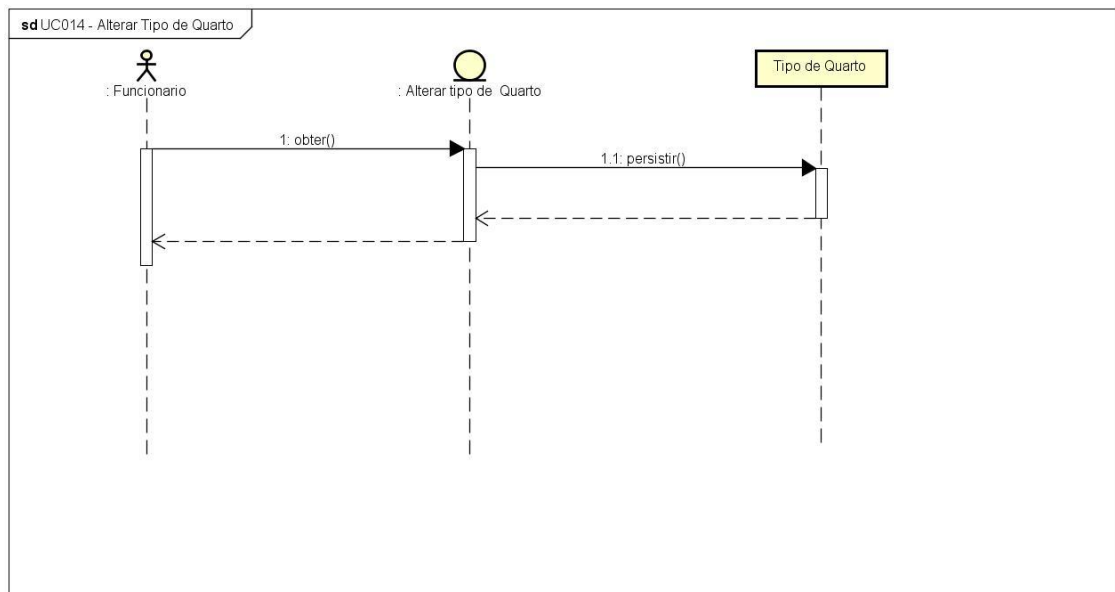 sd UC014 - Alterar Tipo de Quarto
: Funcionario
: Alterar tipo de Quarto
Tipo de Quarto
1: obter()
1.1: persistir()